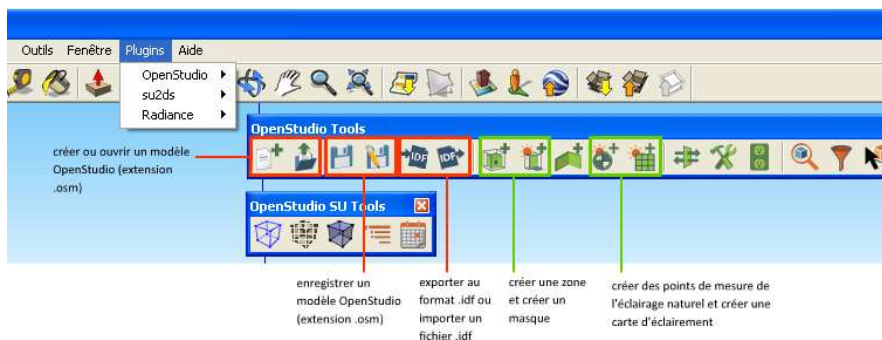 Outils Fenêtre Plugins Aide
OpenStudio
su2ds
Radiance
OpenStudio Tools
IDF IDF
créer ou ouvrir un modèle
OpenStudio (extension
.osm)
OpenStudio SU Tools
enregistrer un
modèle OpenStudio
(extension .osm)
exporter au
format .idf ou
importer un
fichier .idf
créer une zone
et créer un
masque
créer des points de mesure de
l'éclairage naturel et créer une
carte d'éclairement